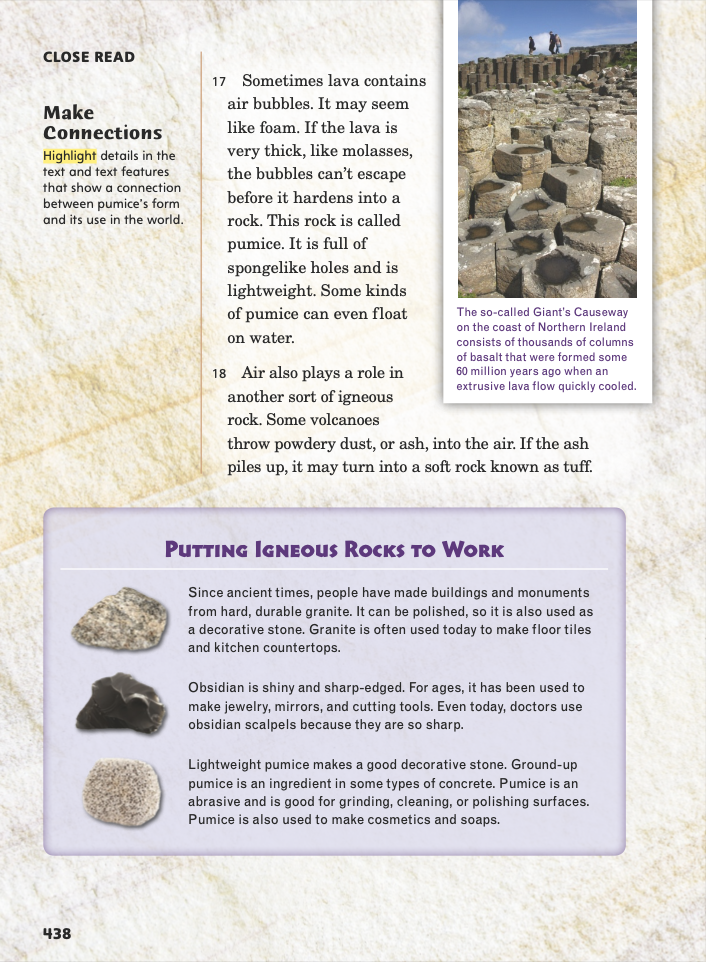 CLOSE READ
Make
Connections
Highlight details in the
text and text features
that show a connection
between pumice's form
and its use in the world.
17 Sometimes lava contains
air bubbles. It may seem
like foam. If the lava is
very thick, like molasses,
the bubbles can't escape
before it hardens into a
rock. This rock is called
pumice. It is full of
spongelike holes and is
lightweight. Some kinds
of pumice can even float
on water.
18 Air also plays a role in
another sort of igneous
rock. Some volcanoes
throw powdery dust, or ash, into the air. If the ash
piles up, it may turn into a soft rock known as tuff.
The so-called Giant's Causeway
on the coast of Northern Ireland
consists of thousands of columns
of basalt that were formed some
60 million years ago when an
extrusive lava flow quickly cooled.
Putting Igneous Rocks to Work
Since ancient times, people have made buildings and monuments
from hard, durable granite. It can be polished, so it is also used as
a decorative stone. Granite is often used today to make floor tiles
and kitchen countertops.
Obsidian is shiny and sharp-edged. For ages, it has been used to
make jewelry, mirrors, and cutting tools. Even today, doctors use
obsidian scalpels because they are so sharp.
Lightweight pumice makes a good decorative stone. Ground-up
pumice is an ingredient in some types of concrete. Pumice is an
abrasive and is good for grinding, cleaning, or polishing surfaces.
Pumice is also used to make cosmetics and soaps.
438